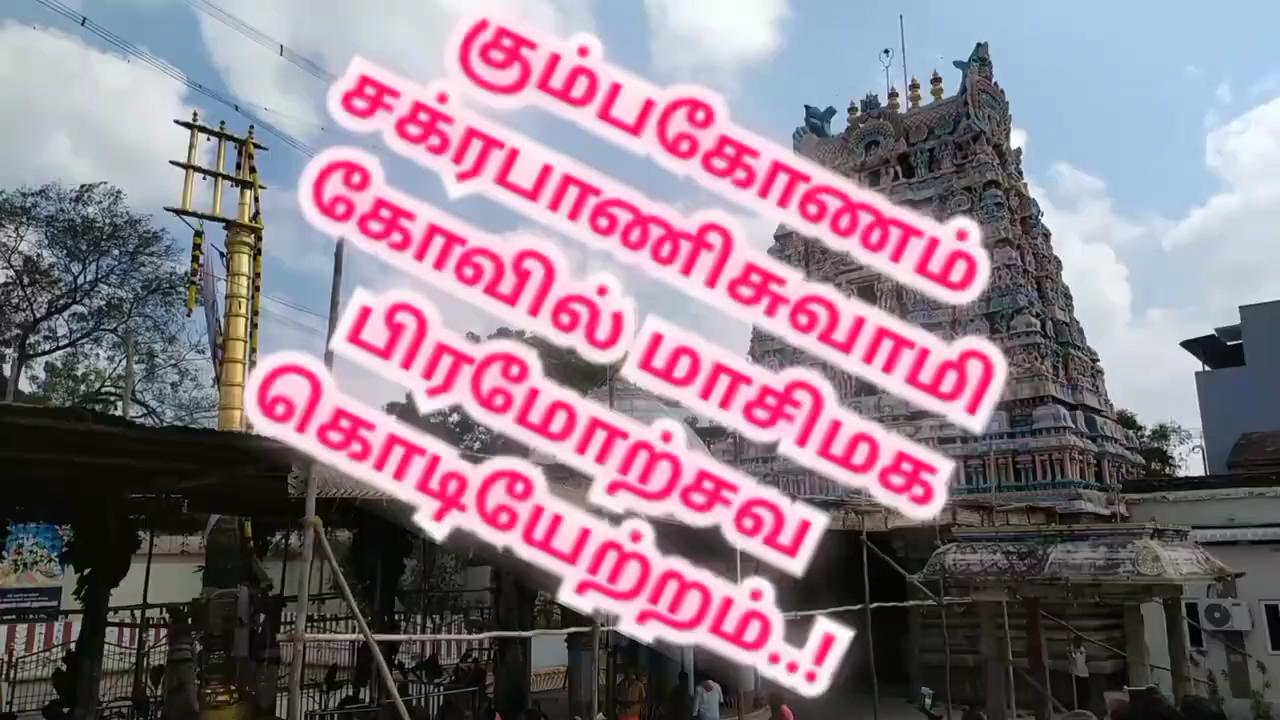 கும்பகோணம்
சக்ரபாணிசுவாமி
கோவில் மாசிமக
பிரமோற்சவ
கொடியேற்றம்..!